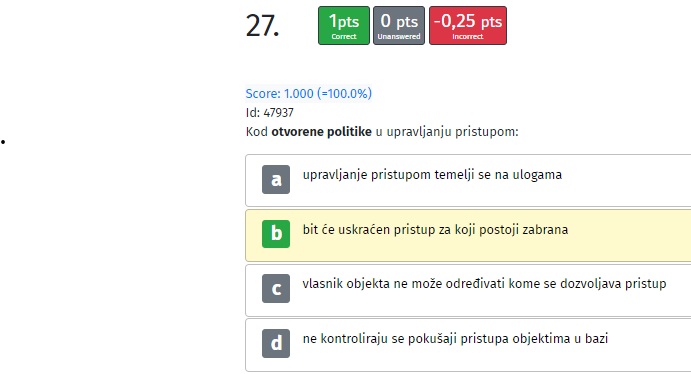 27.
1pts
Correct
0 pts
Unanswered
-0,25 pts
Incorrect
Score: 1.000 (=100.0%)
Id: 47937
Kod otvorene politike u upravljanju pristupom:
a upravljanje pristupom temelji se na ulogama
b bit će uskraćen pristup za koji postoji zabrana
c vlasnik objekta ne može određivati kome se dozvoljava pristup
d ne kontroliraju se pokušaji pristupa objektima u bazi